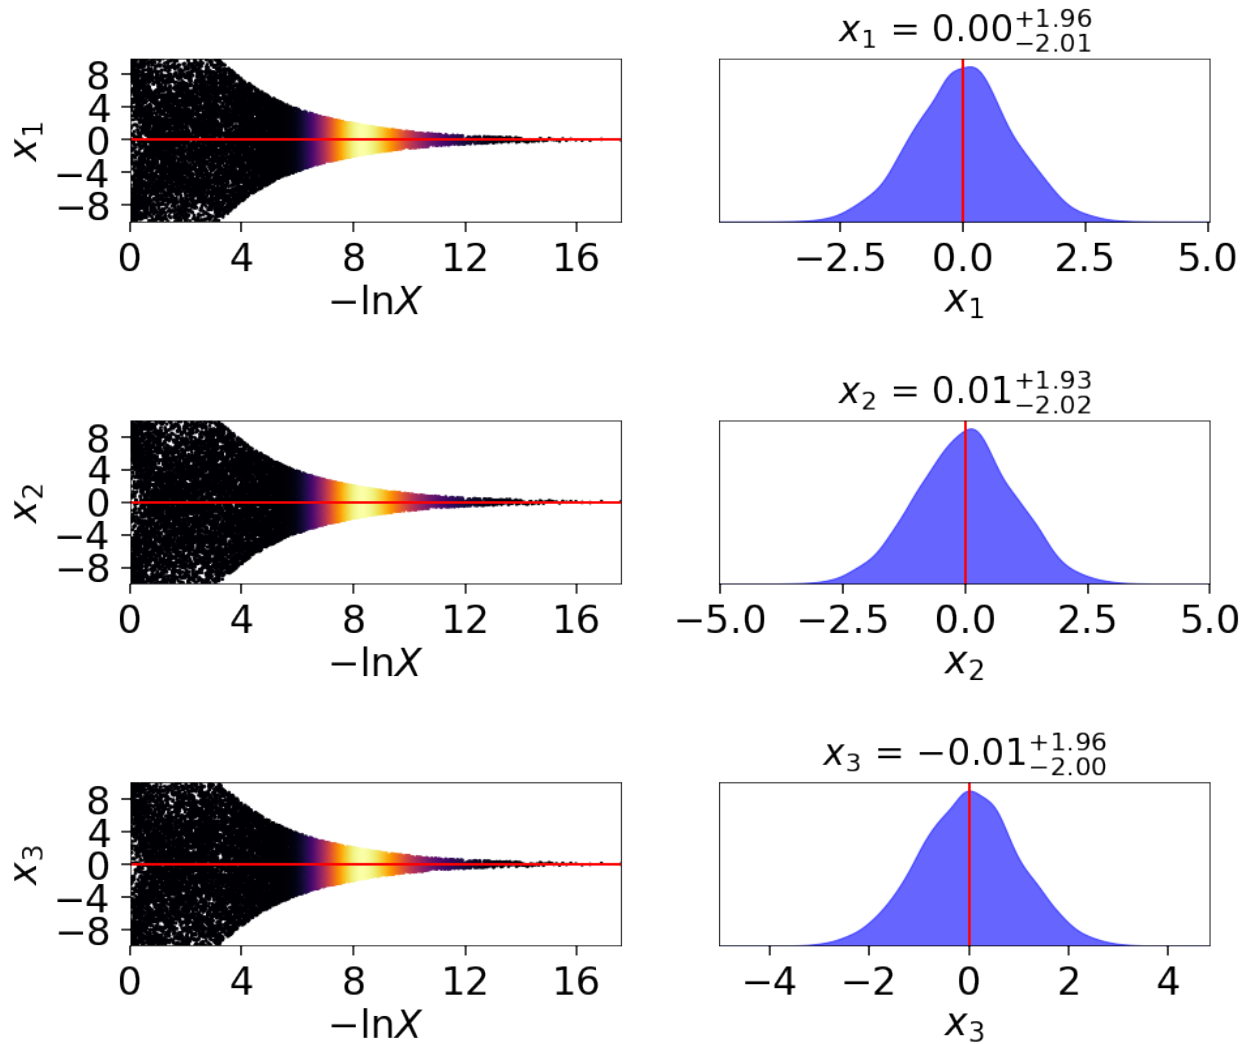 x₁ = 0.00 +1.96 −2.01
8
4
0
−4
−8
x₁
0 4 8 12 16
−lnX
−2.5 0.0 2.5 5.0
x₁
x₂ = 0.01 +1.93 −2.02
8
4
0
−4
−8
x₂
0 4 8 12 16
−lnX
−5.0 −2.5 0.0 2.5 5.0
x₂
x₃ = −0.01 +1.96 −2.00
8
4
0
−4
−8
x₃
0 4 8 12 16
−lnX
−4 −2 0 2 4
x₃